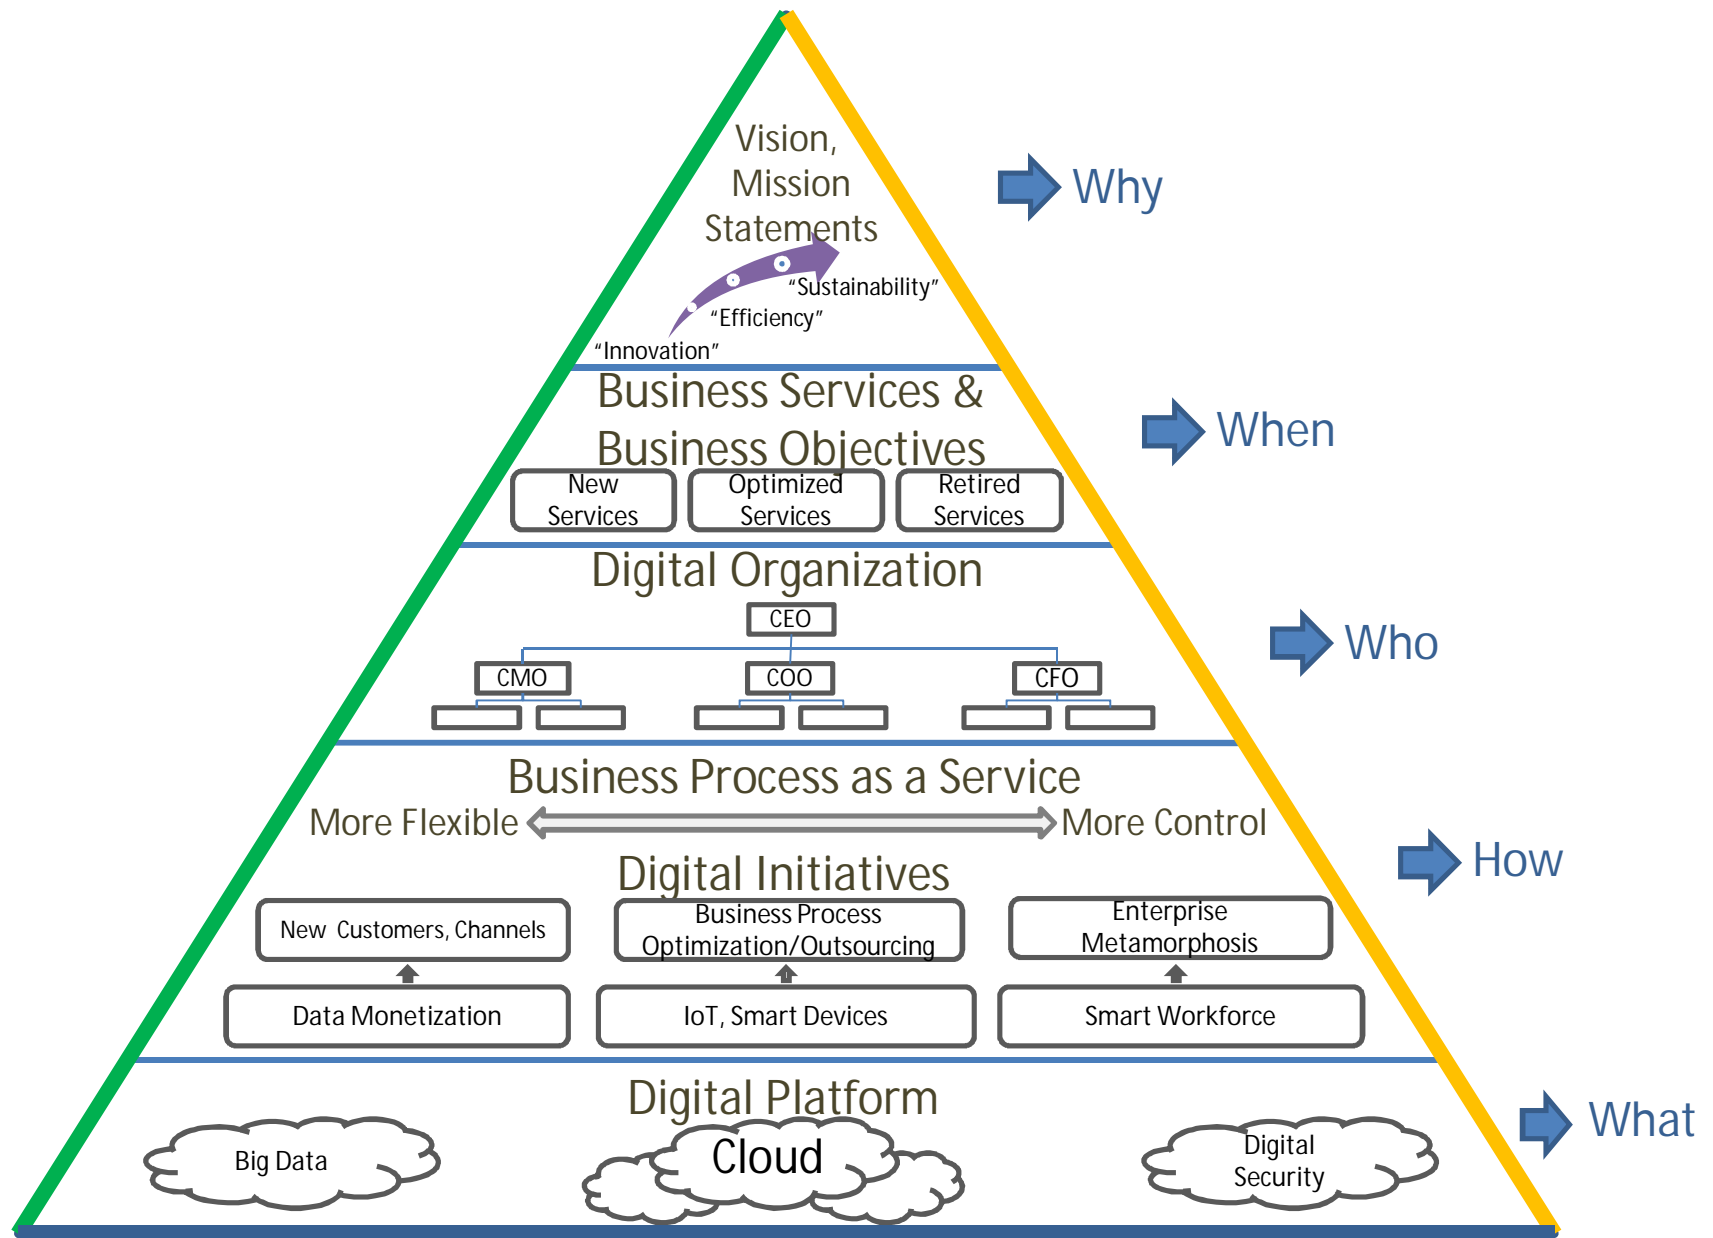 Vision,
Mission
Statements
“Sustainability”
“Efficiency”
“Innovation”
Why
Business Services &
Business Objectives
New
Services
Optimized
Services
Retired
Services
When
Digital Organization
CEO
CMO
COO
CFO
Who
Business Process as a Service
More Flexible
More Control
Digital Initiatives
New Customers, Channels
Business Process
Optimization/Outsourcing
Enterprise
Metamorphosis
Data Monetization
IoT, Smart Devices
Smart Workforce
How
Digital Platform
Big Data
Cloud
Digital
Security
What